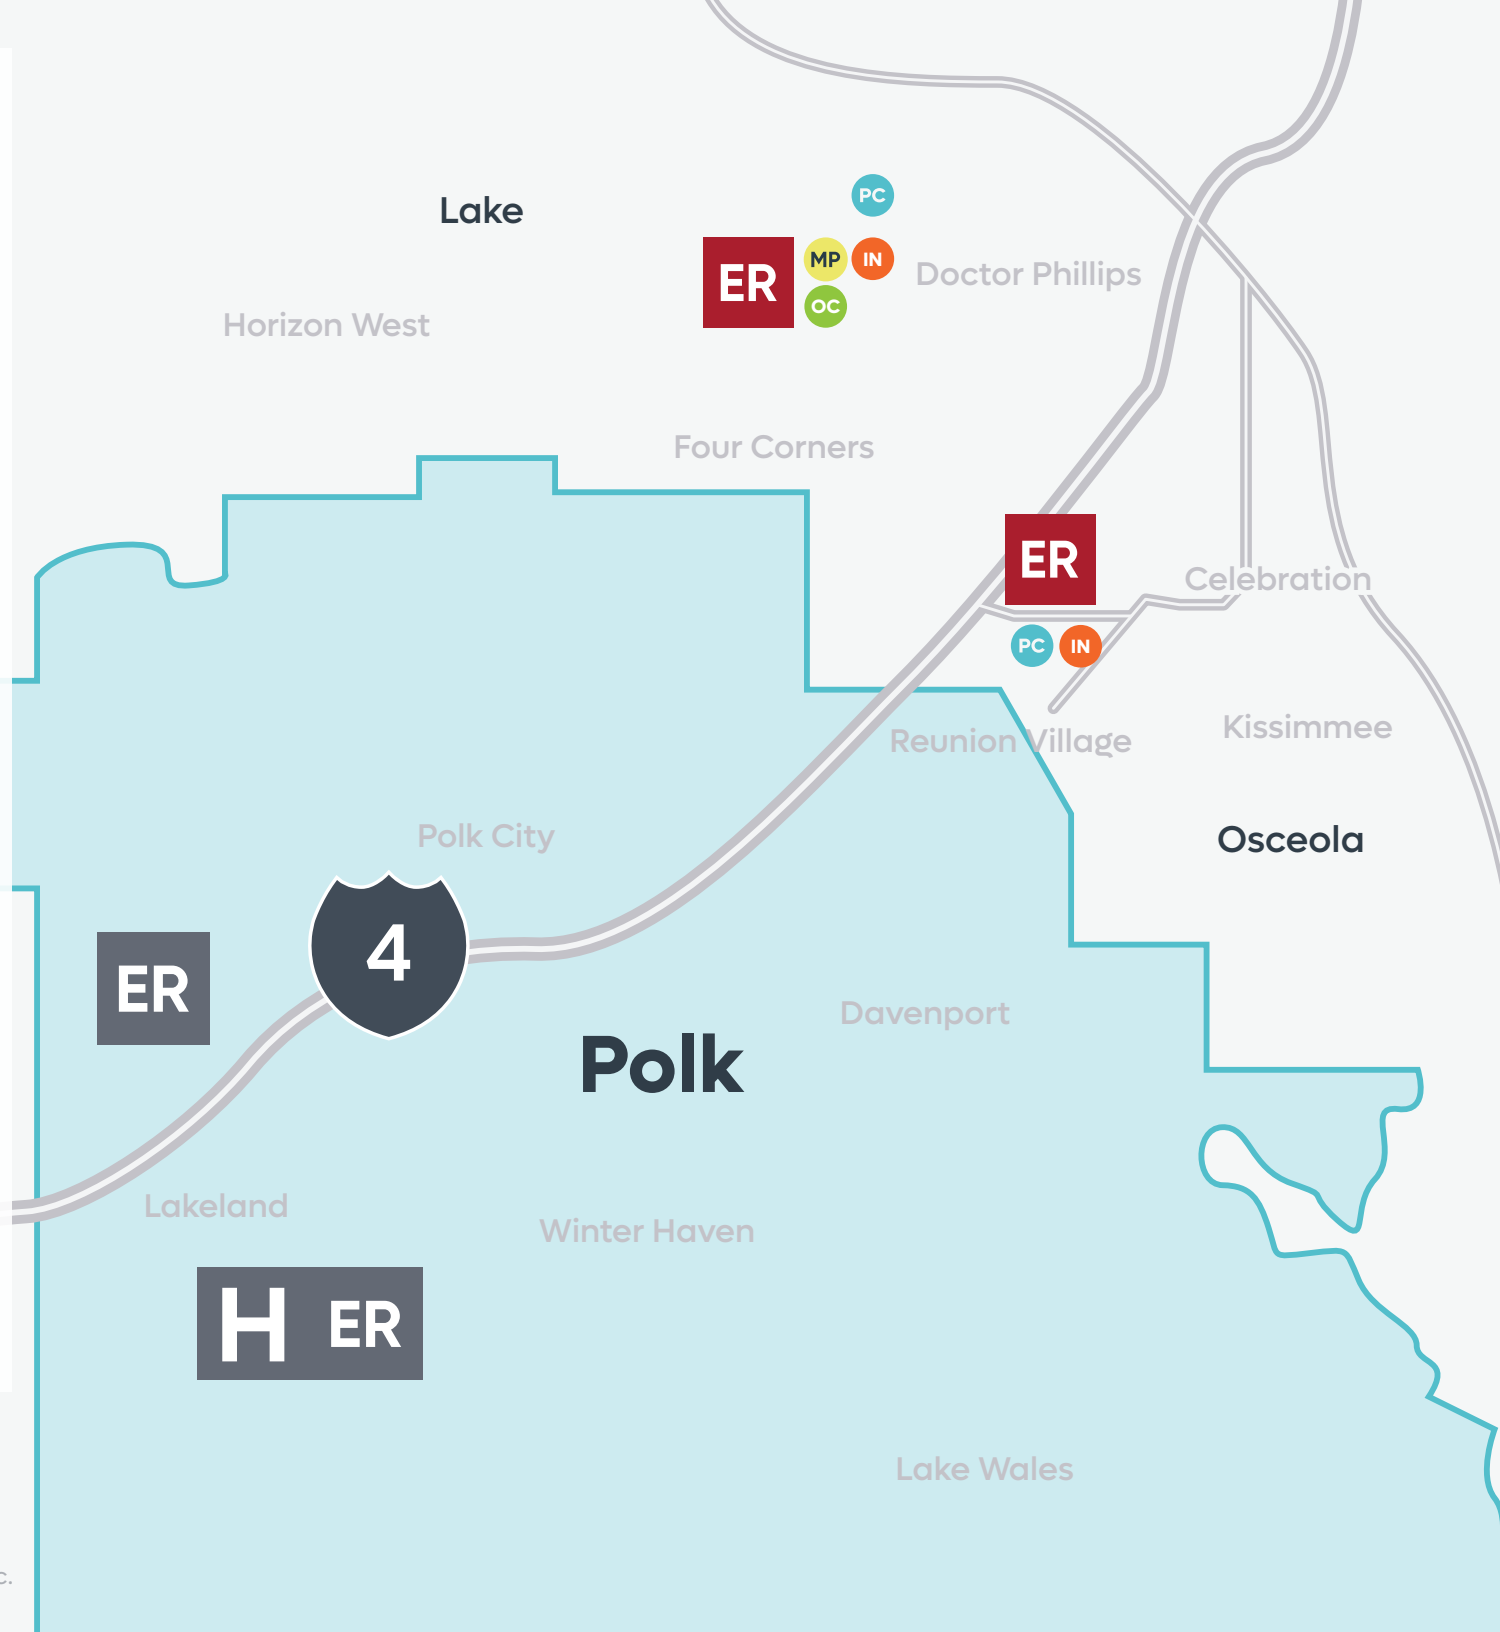 PC
Lake
MP
IN
ER
Doctor Phillips
OC
Horizon West
Four Corners
ER
Celebration
PC
IN
Kissimmee
Reunion Village
Polk City
Osceola
4
ER
Davenport
Polk
Lakeland
Winter Haven
H ER
Lake Wales
c.